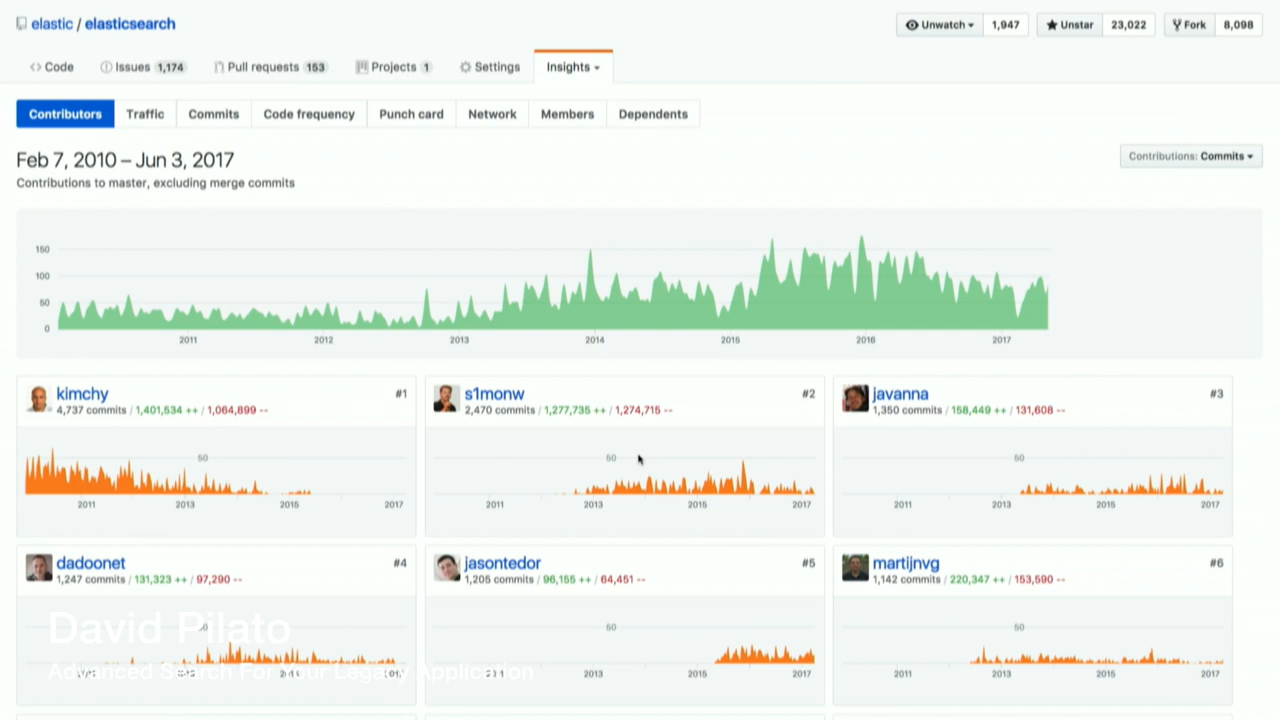 elastic / elasticsearch
Unwatch 1,947 Unstar 23,022 Fork 8,098
Code Issues 1,174 Pull requests 153 Projects 1 Settings Insights
Contributors Traffic Commits Code frequency Punch card Network Members Dependents
Feb 7, 2010 – Jun 3, 2017
Contributions: Commits
Contributions to master, excluding merge commits
150
100
50
0
2011 2012 2013 2014 2015 2016 2017
kimchy #1
4,737 commits / 1,401,534 ++ / 1,064,899 --
50
2011 2013 2015 2017
s1monw #2
2,470 commits / 1,277,735 ++ / 1,274,715 --
50
2011 2013 2015 2017
javanna #3
1,350 commits / 158,449 ++ / 131,608 --
50
2011 2013 2015 2017
dadoonet #4
1,247 commits / 131,323 ++ / 97,290 --
jasontedor #5
1,205 commits / 96,155 ++ / 64,451 --
50
2011 2013 2015 2017
martijnvg #6
1,142 commits / 220,347 ++ / 153,590 --
50
2011 2013 2015 2017
David Pilato
Advanced Search For Your Legacy Application